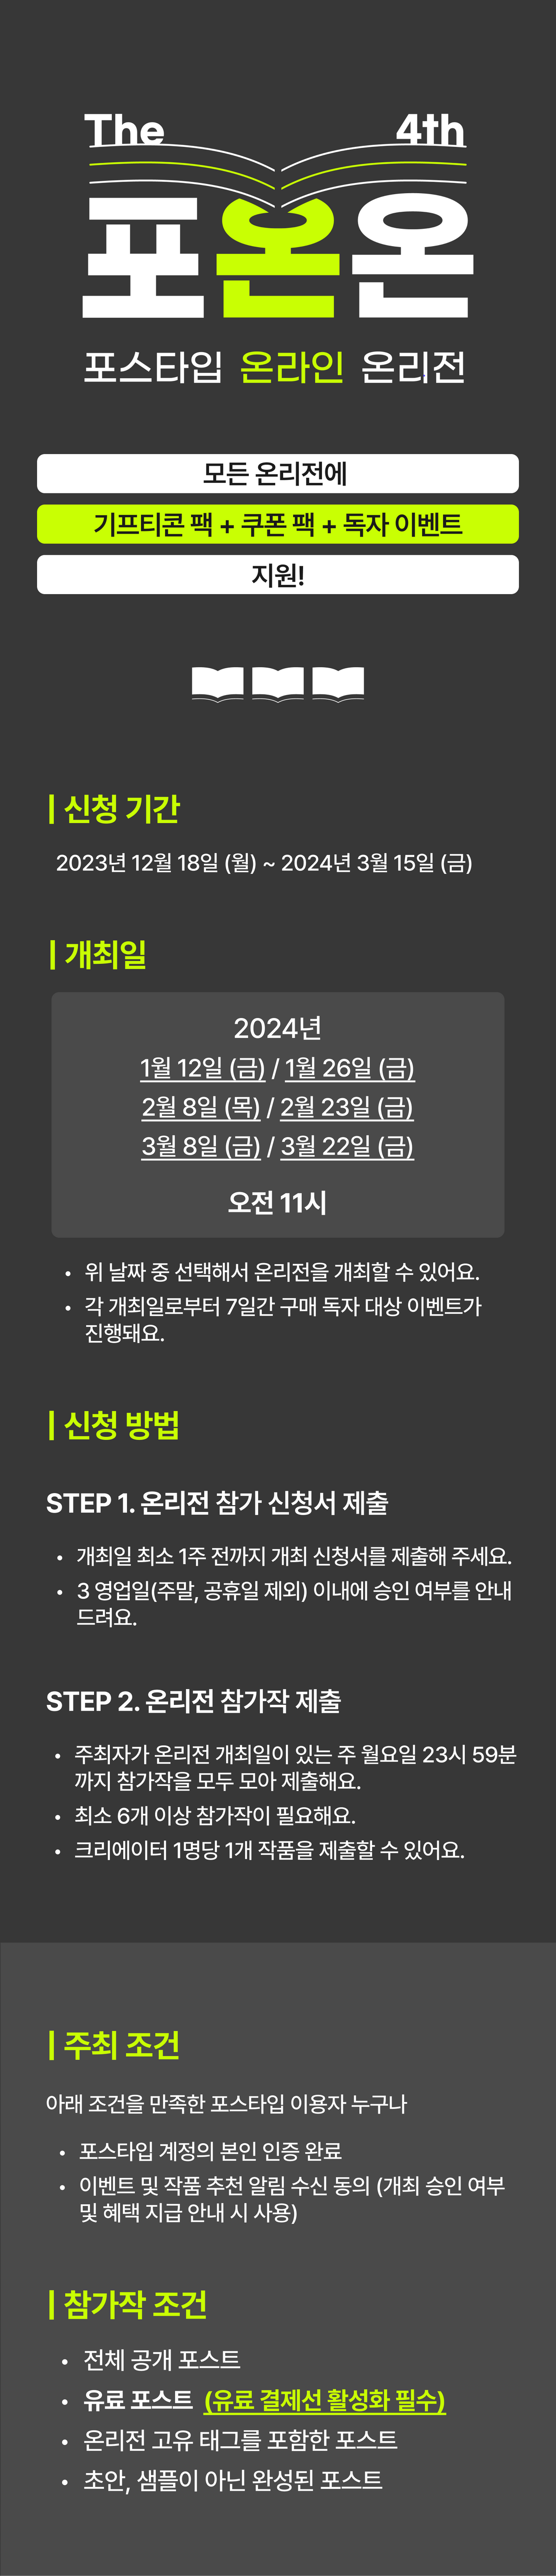 The 4th
포온온
포스타입 온라인 온리전
모든 온리전에
기프티콘 팩 + 쿠폰 팩 + 독자 이벤트
지원!
| 신청 기간
2023년 12월 18일 (월) ~ 2024년 3월 15일 (금)
| 개최일
2024년
1월 12일 (금) / 1월 26일 (금)
2월 8일 (목) / 2월 23일 (금)
3월 8일 (금) / 3월 22일 (금)
오전 11시
• 위 날짜 중 선택해서 온리전을 개최할 수 있어요.
• 각 개최일로부터 7일간 구매 독자 대상 이벤트가
진행돼요.
| 신청 방법
STEP 1. 온리전 참가 신청서 제출
• 개최일 최소 1주 전까지 개최 신청서를 제출해 주세요.
• 3 영업일(주말, 공휴일 제외) 이내에 승인 여부를 안내
드려요.
STEP 2. 온리전 참가작 제출
• 주최자가 온리전 개최일이 있는 주 월요일 23시 59분
까지 참가작을 모두 모아 제출해요.
• 최소 6개 이상 참가작이 필요해요.
• 크리에이터 1명당 1개 작품을 제출할 수 있어요.
| 주최 조건
아래 조건을 만족한 포스타입 이용자 누구나
• 포스타입 계정의 본인 인증 완료
• 이벤트 및 작품 추천 알림 수신 동의 (개최 승인 여부
및 혜택 지급 안내 시 사용)
| 참가작 조건
• 전체 공개 포스트
• 유료 포스트 (유료 결제선 활성화 필수)
• 온리전 고유 태그를 포함한 포스트
• 초안, 샘플이 아닌 완성된 포스트